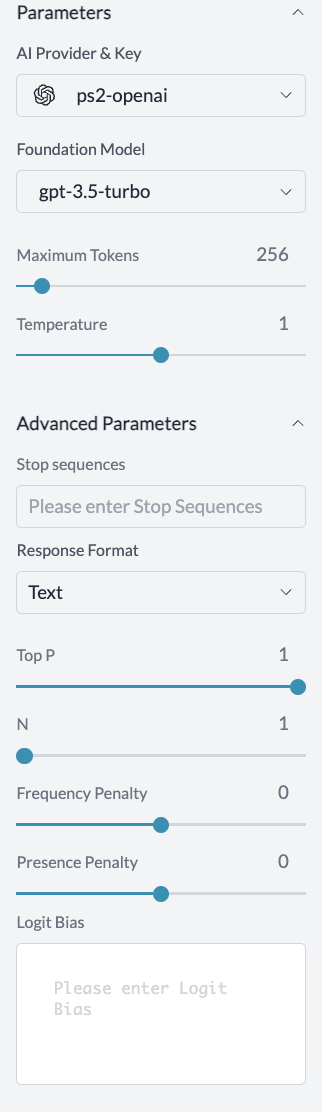 Parameters
AI Provider & Key
ps2-openai
Foundation Model
gpt-3.5-turbo
Maximum Tokens 256
Temperature 1
Advanced Parameters
Stop sequences
Please enter Stop Sequences
Response Format
Text
Top P 1
N 1
Frequency Penalty 0
Presence Penalty 0
Logit Bias
Please enter Logit
Bias